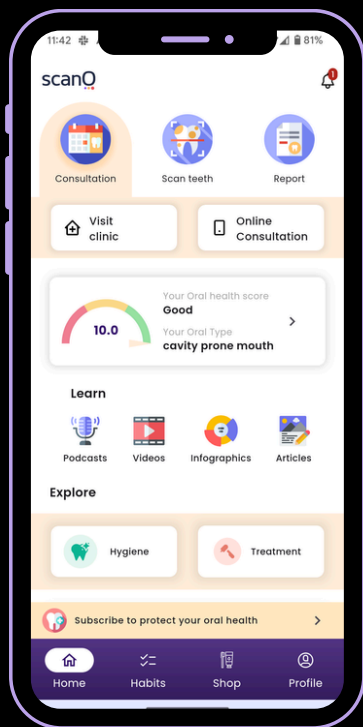 11:42
81%
scanO
1
Consultation
Scan teeth
Report
Visit
clinic
Online
Consultation
Your Oral health score
Good
10.0
Your Oral Type
cavity prone mouth
Learn
Podcasts
Videos
Infographics
Articles
Explore
Hygiene
Treatment
Subscribe to protect your oral health
Home
Habits
Shop
Profile